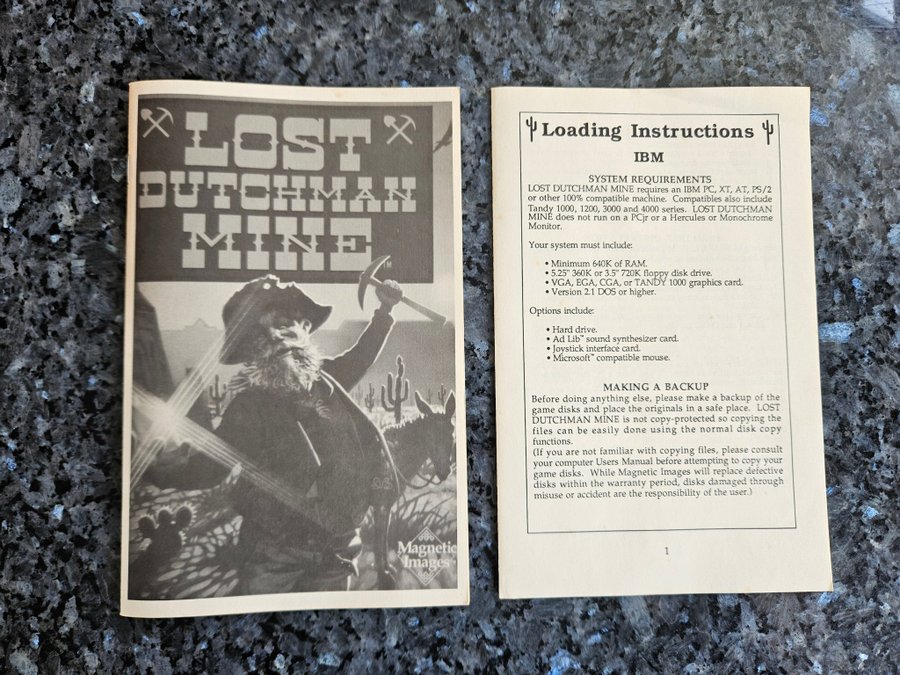 LOST
DUTCHMAN
MINE
TM
Magnetic
Images
Loading Instructions
IBM
SYSTEM REQUIREMENTS
LOST DUTCHMAN MINE requires an IBM PC, XT, AT, PS/2
or other 100% compatible machine. Compatibles also include
Tandy 1000, 1200, 3000 and 4000 series. LOST DUTCHMAN
MINE does not run on a PCjr or a Hercules or Monochrome
Monitor.
Your system must include:
• Minimum 640K of RAM.
• 5.25" 360K or 3.5" 720K floppy disk drive.
• VGA, EGA, CGA, or TANDY 1000 graphics card.
• Version 2.1 DOS or higher.
Options include:
• Hard drive.
• Ad Lib™ sound synthesizer card.
• Joystick interface card.
• Microsoft™ compatible mouse.
MAKING A BACKUP
Before doing anything else, please make a backup of the
game disks and place the originals in a safe place. LOST
DUTCHMAN MINE is not copy-protected so copying the
files can be easily done using the normal disk copy
functions.
(If you are not familiar with copying files, please consult
your computer Users Manual before attempting to copy your
game disks. While Magnetic Images will replace defective
disks within the warranty period, disks damaged through
misuse or accident are the responsibility of the user.)
1